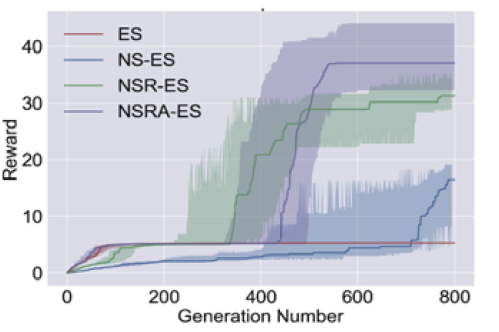 ES
NS-ES
NSR-ES
NSRA-ES
Reward
40
30
20
10
0
0 200 400 600 800
Generation Number